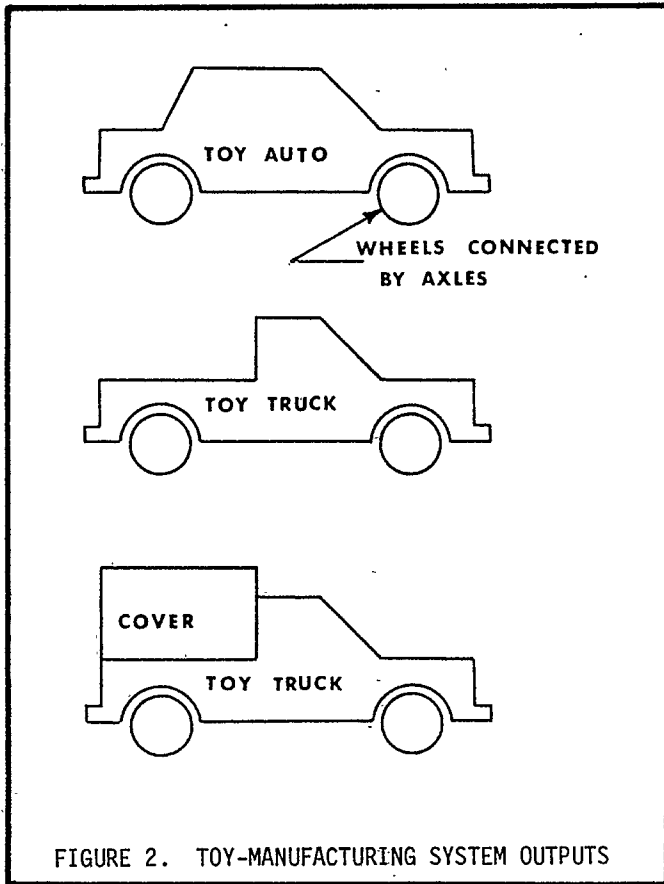 TOY AUTO
WHEELS CONNECTED
BY AXLES
TOY TRUCK
COVER
TOY TRUCK
FIGURE 2. TOY-MANUFACTURING SYSTEM OUTPUTS